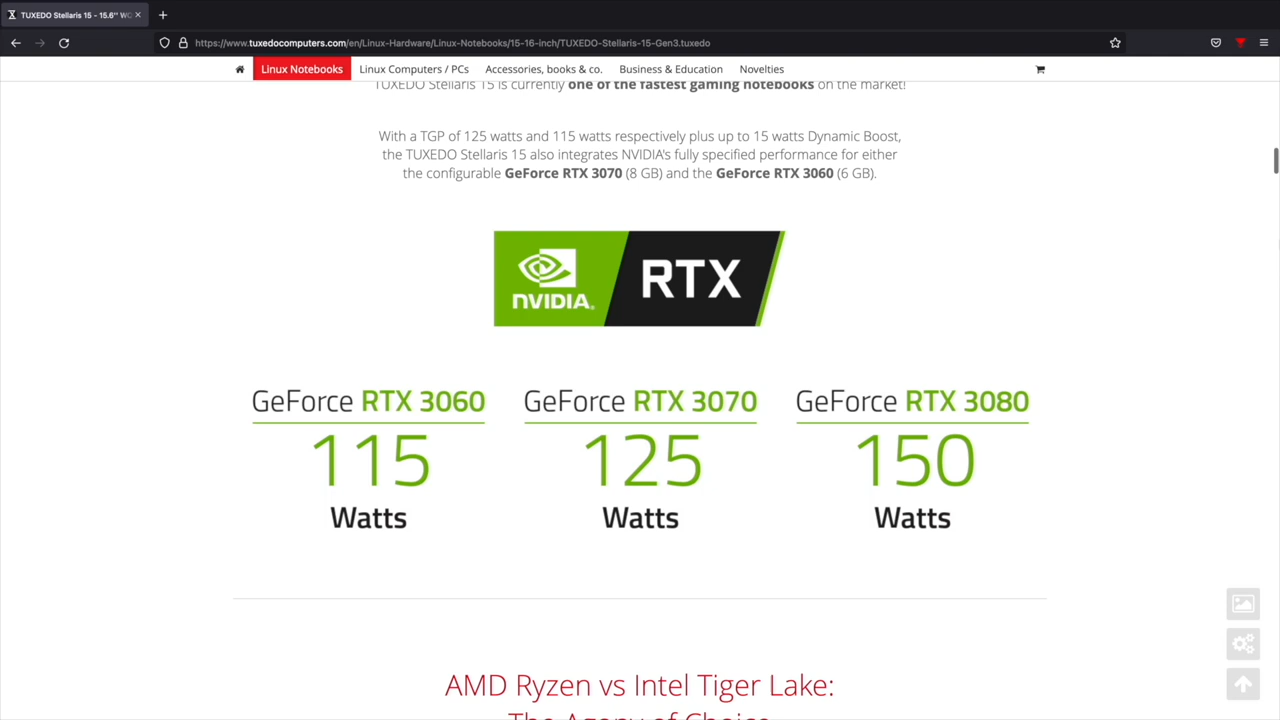 TUXEDO Stellaris 15 - 15.6" WO
https://www.tuxedocomputers.com/en/Linux-Hardware/Linux-Notebooks/15-16-inch/TUXEDO-Stellaris-15-Gen3.tuxedo
Linux Notebooks Linux Computers / PCs Accessories, books & co. Business & Education Novelties
TUXEDO Stellaris 15 is currently one of the fastest gaming notebooks on the market!
With a TGP of 125 watts and 115 watts respectively plus up to 15 watts Dynamic Boost,
the TUXEDO Stellaris 15 also integrates NVIDIA's fully specified performance for either
the configurable GeForce RTX 3070 (8 GB) and the GeForce RTX 3060 (6 GB).
NVIDIA. RTX
GeForce RTX 3060 GeForce RTX 3070 GeForce RTX 3080
115 125 150
Watts Watts Watts
AMD Ryzen vs Intel Tiger Lake:
The Agony of Choice